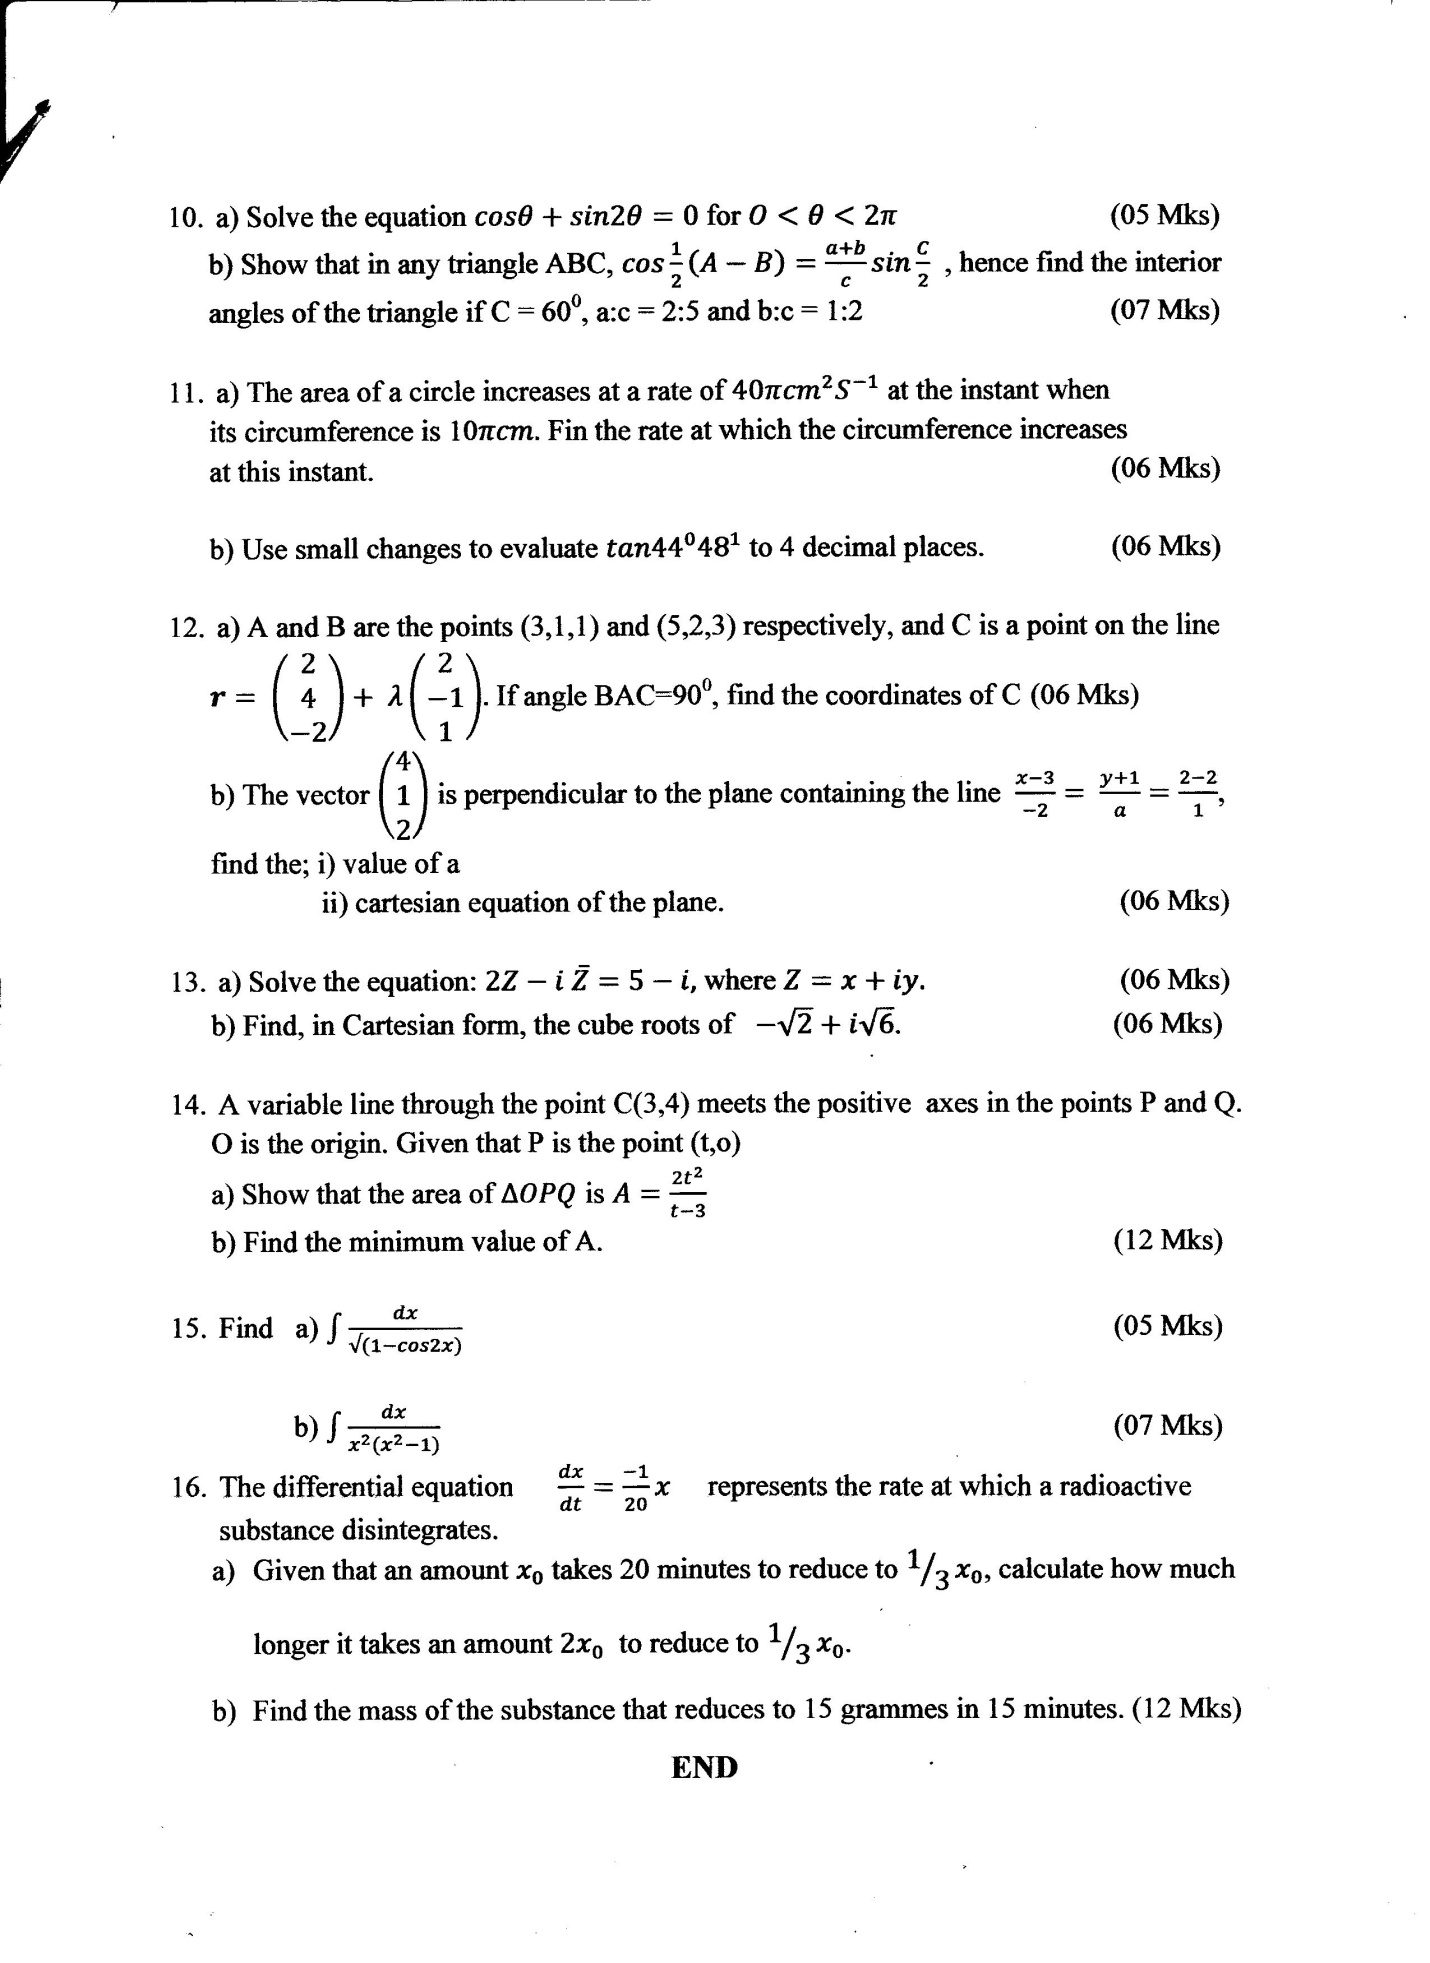 10. a) Solve the equation cosθ + sin2θ = 0 for O < θ < 2π (05 Mks)
b) Show that in any triangle ABC, cos 1/2 (A − B) = (a+b)/c sin C/2 , hence find the interior
angles of the triangle if C = 60⁰, a:c = 2:5 and b:c = 1:2 (07 Mks)
11. a) The area of a circle increases at a rate of 40πcm²S⁻¹ at the instant when
its circumference is 10πcm. Fin the rate at which the circumference increases
at this instant. (06 Mks)
b) Use small changes to evaluate tan44⁰48¹ to 4 decimal places. (06 Mks)
12. a) A and B are the points (3,1,1) and (5,2,3) respectively, and C is a point on the line
r = (2 4 −2) + λ(2 −1 1). If angle BAC=90⁰, find the coordinates of C (06 Mks)
b) The vector (4 1 2) is perpendicular to the plane containing the line (x−3)/−2 = (y+1)/a = (2−2)/1,
find the; i) value of a
ii) cartesian equation of the plane. (06 Mks)
13. a) Solve the equation: 2Z − i Z̄ = 5 − i, where Z = x + iy. (06 Mks)
b) Find, in Cartesian form, the cube roots of −√2 + i√6. (06 Mks)
14. A variable line through the point C(3,4) meets the positive axes in the points P and Q.
O is the origin. Given that P is the point (t,o)
a) Show that the area of ΔOPQ is A = 2t²/(t−3)
b) Find the minimum value of A. (12 Mks)
15. Find a) ∫ dx/√(1−cos2x) (05 Mks)
b) ∫ dx/x²(x²−1) (07 Mks)
16. The differential equation dx/dt = −1/20 x represents the rate at which a radioactive
substance disintegrates.
a) Given that an amount x₀ takes 20 minutes to reduce to 1/3 x₀, calculate how much
longer it takes an amount 2x₀ to reduce to 1/3 x₀.
b) Find the mass of the substance that reduces to 15 grammes in 15 minutes. (12 Mks)
END